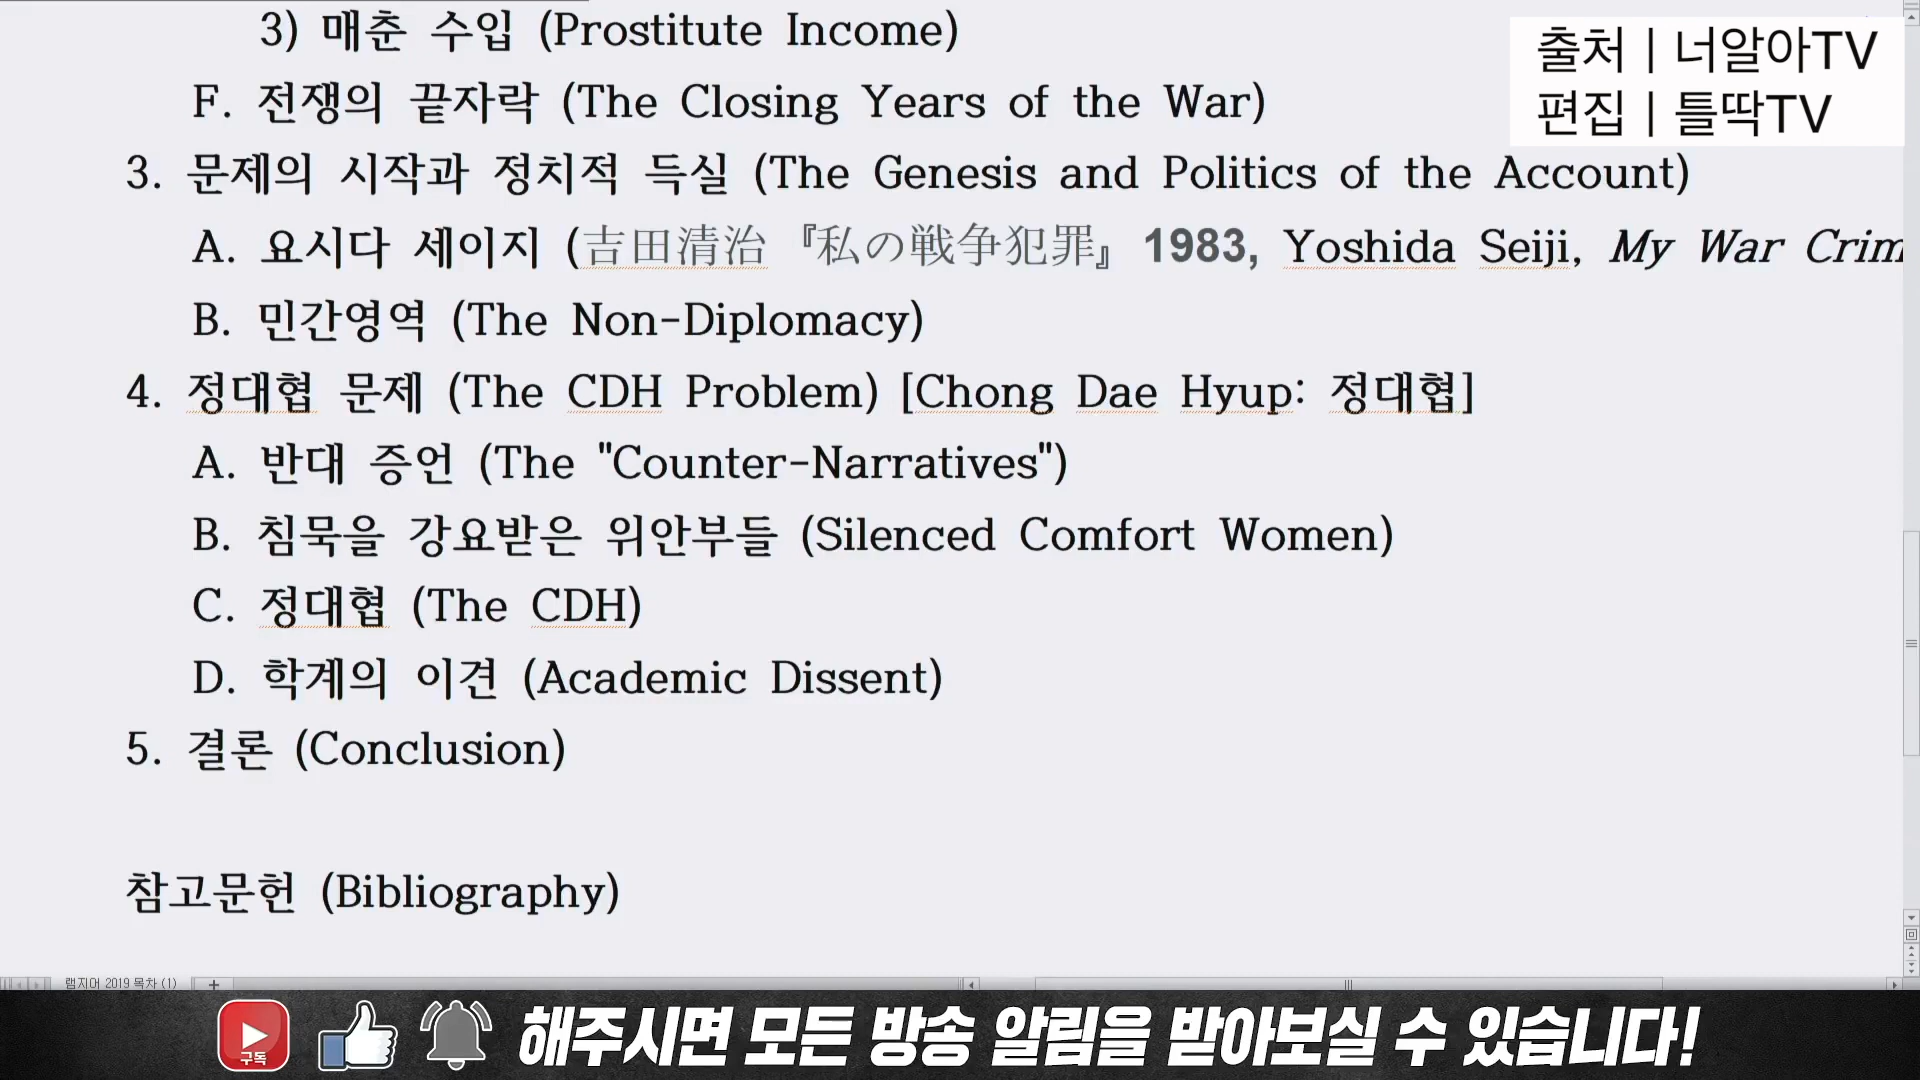 3) 매춘 수입 (Prostitute Income)
출처 | 너알아TV
편집 | 틀딱TV
F. 전쟁의 끝자락 (The Closing Years of the War)
3. 문제의 시작과 정치적 득실 (The Genesis and Politics of the Account)
A. 요시다 세이지 (吉田清治 『私の戦争犯罪』 1983, Yoshida Seiji, My War Crim
B. 민간영역 (The Non-Diplomacy)
4. 정대협 문제 (The CDH Problem) [Chong Dae Hyup: 정대협]
A. 반대 증언 (The "Counter-Narratives")
B. 침묵을 강요받은 위안부들 (Silenced Comfort Women)
C. 정대협 (The CDH)
D. 학계의 이견 (Academic Dissent)
5. 결론 (Conclusion)
참고문헌 (Bibliography)
램지어 2019 목차 (1)
구독
해주시면 모든 방송 알림을 받아보실 수 있습니다!